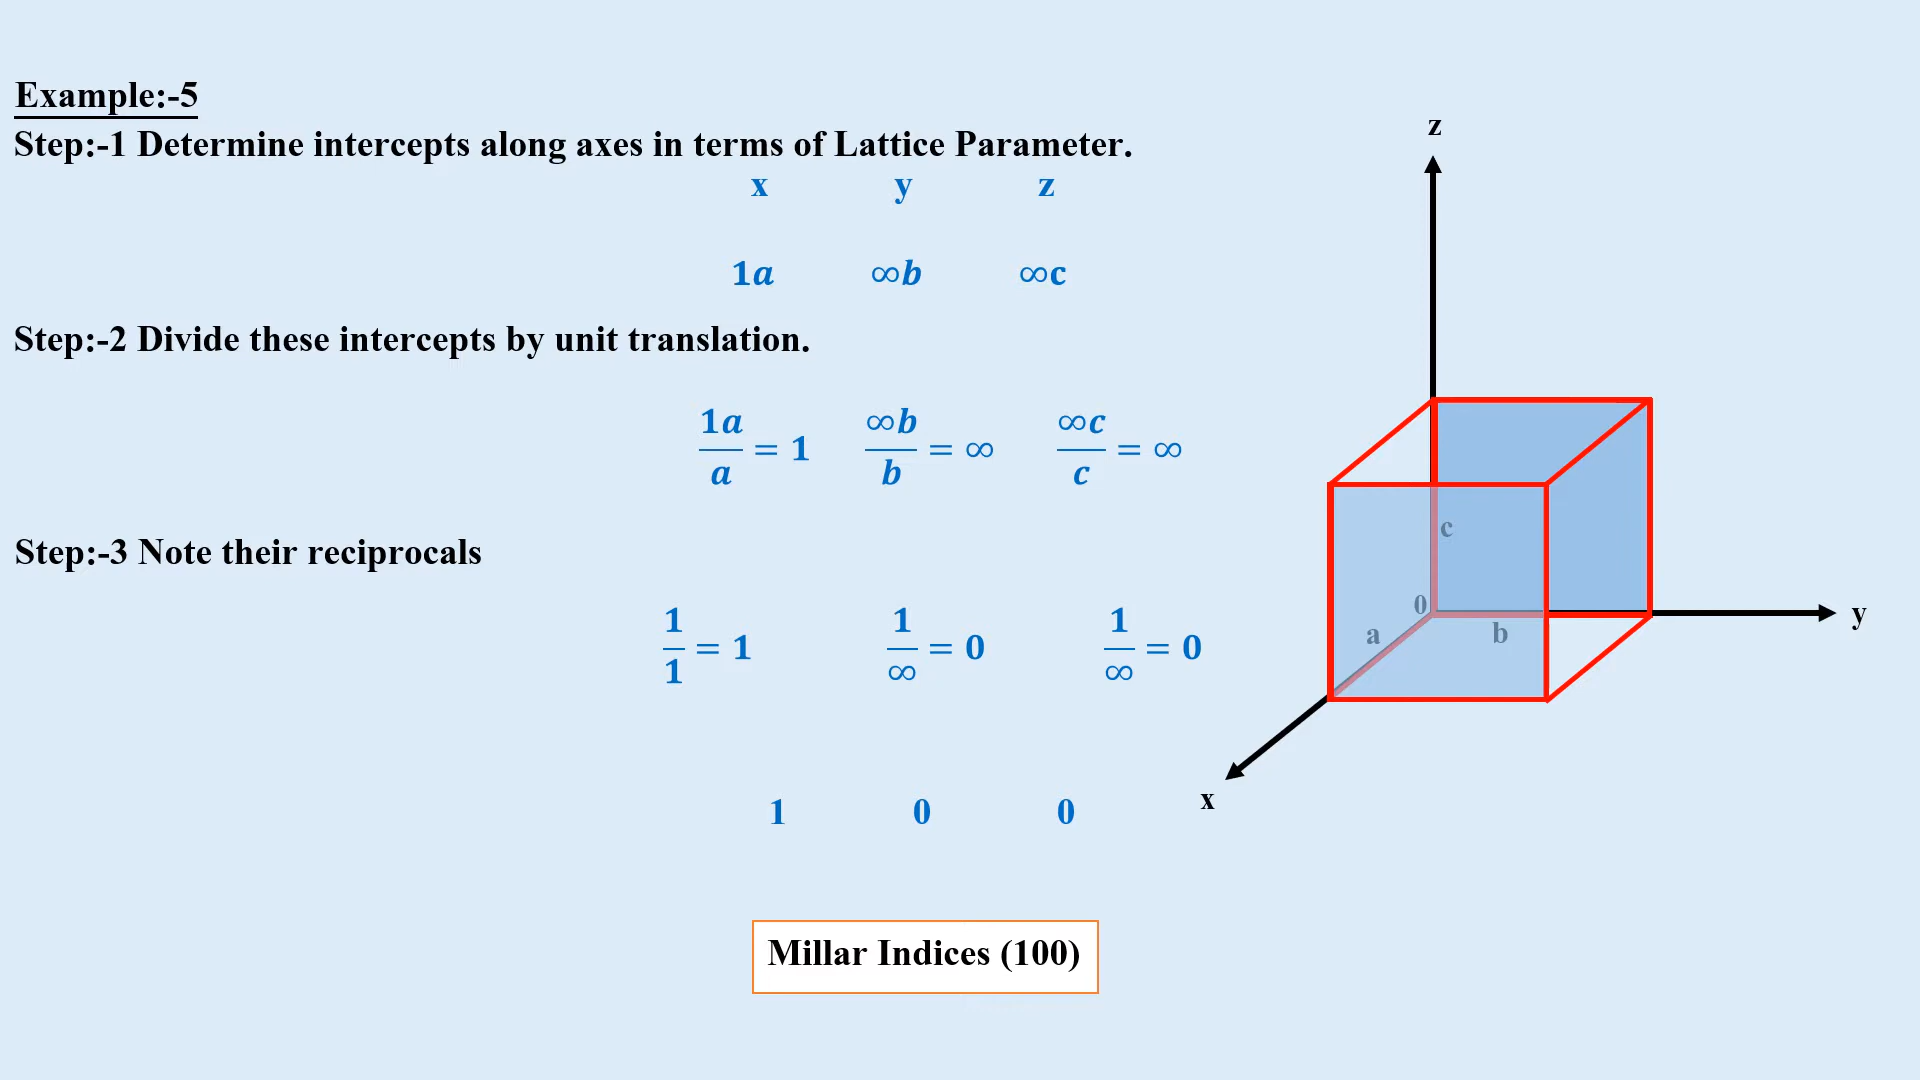 Example:-5
Step:-1 Determine intercepts along axes in terms of Lattice Parameter.
x y z
1a ∞b ∞c
Step:-2 Divide these intercepts by unit translation.
1a/a = 1 ∞b/b = ∞ ∞c/c = ∞
Step:-3 Note their reciprocals
1/1 = 1 1/∞ = 0 1/∞ = 0
1 0 0
Millar Indices (100)
z
c
0
a b
y
x